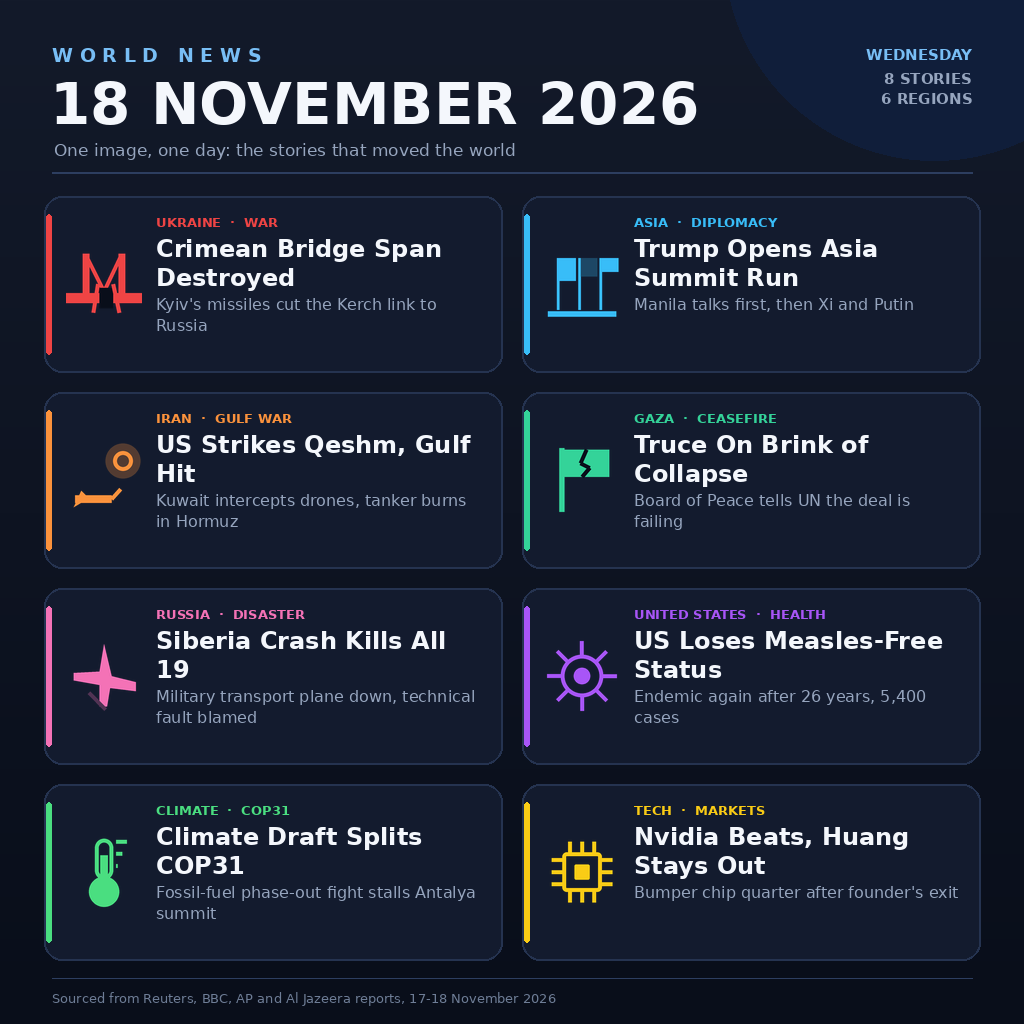 WORLD NEWS
18 NOVEMBER 2026
One image, one day: the stories that moved the world
WEDNESDAY
8 STORIES
6 REGIONS
UKRAINE · WAR
Crimean Bridge Span
Destroyed
Kyiv's missiles cut the Kerch link to
Russia
ASIA · DIPLOMACY
Trump Opens Asia
Summit Run
Manila talks first, then Xi and Putin
IRAN · GULF WAR
US Strikes Qeshm, Gulf
Hit
Kuwait intercepts drones, tanker burns
in Hormuz
GAZA · CEASEFIRE
Truce On Brink of
Collapse
Board of Peace tells UN the deal is
failing
RUSSIA · DISASTER
Siberia Crash Kills All
19
Military transport plane down, technical
fault blamed
UNITED STATES · HEALTH
US Loses Measles-Free
Status
Endemic again after 26 years, 5,400
cases
CLIMATE · COP31
Climate Draft Splits
COP31
Fossil-fuel phase-out fight stalls Antalya
summit
TECH · MARKETS
Nvidia Beats, Huang
Stays Out
Bumper chip quarter after founder's exit
Sourced from Reuters, BBC, AP and Al Jazeera reports, 17-18 November 2026